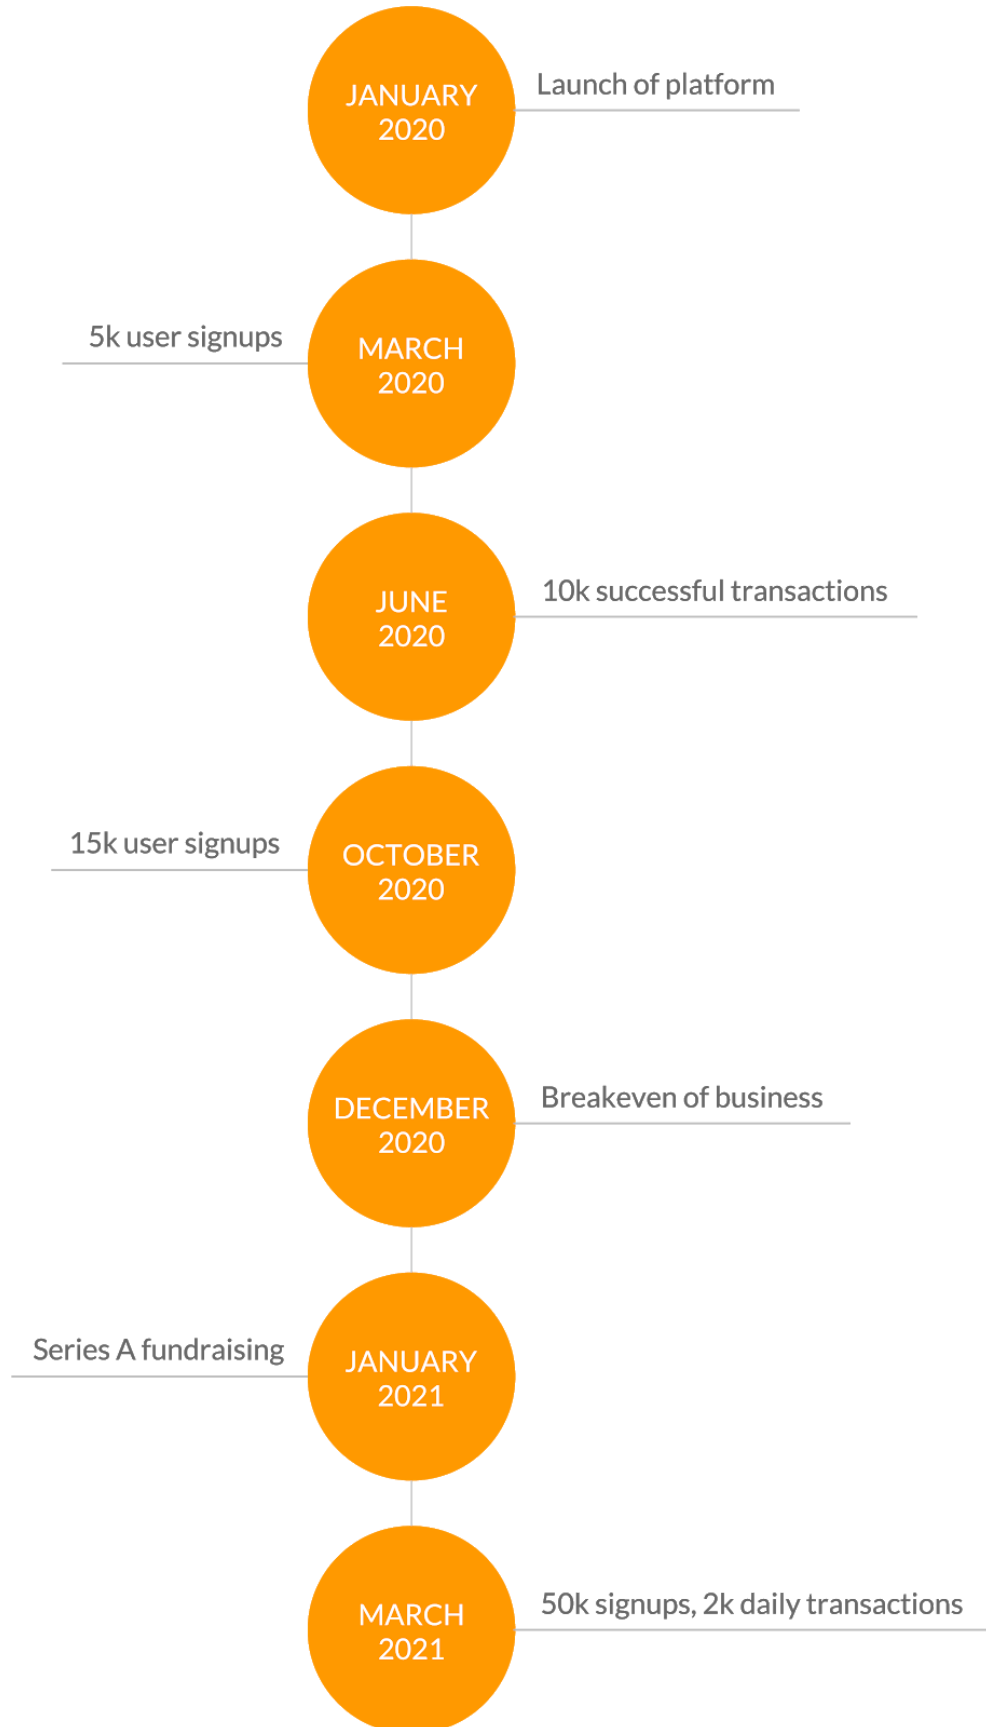 JANUARY
2020
Launch of platform
5k user signups
MARCH
2020
JUNE
2020
10k successful transactions
15k user signups
OCTOBER
2020
DECEMBER
2020
Breakeven of business
Series A fundraising
JANUARY
2021
MARCH
2021
50k signups, 2k daily transactions